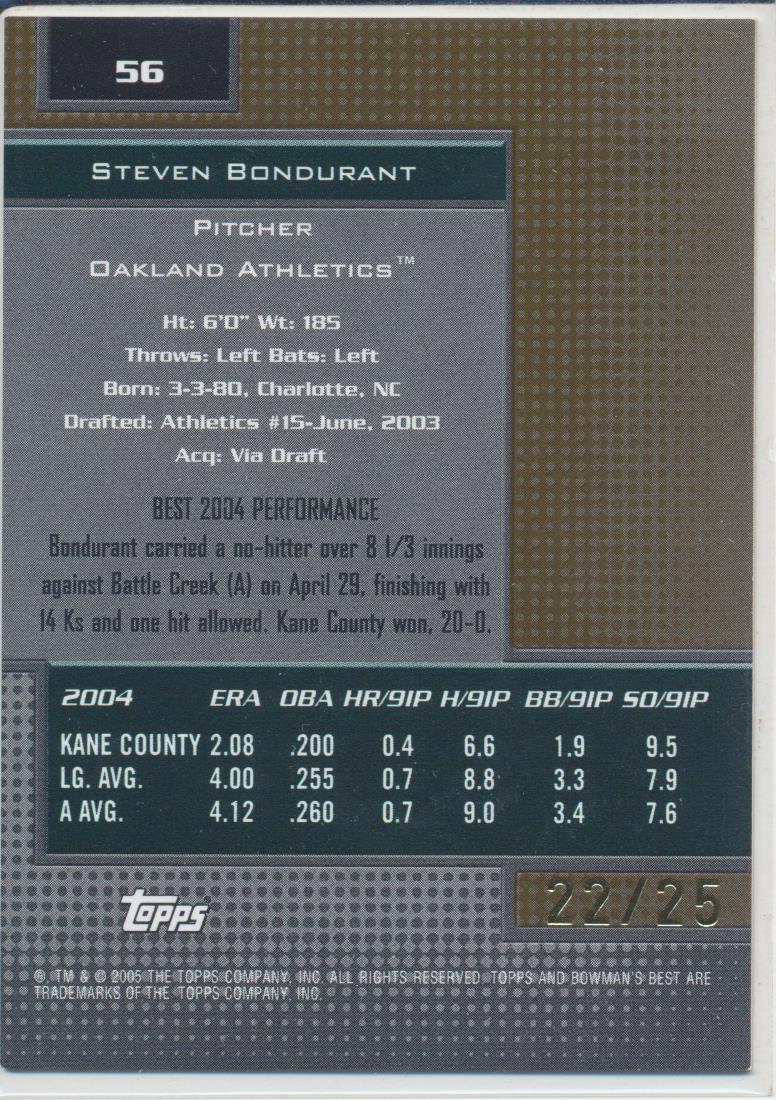 56
STEVEN BONDURANT
PITCHER
OAKLAND ATHLETICS™
Ht: 6'0" Wt: 185
Throws: Left Bats: Left
Born: 3-3-80, Charlotte, NC
Drafted: Athletics #15-June, 2003
Acq: Via Draft
BEST 2004 PERFORMANCE
Bondurant carried a no-hitter over 8 1/3 innings
against Battle Creek (A) on April 29, finishing with
14 Ks and one hit allowed. Kane County won, 20-0.
2004 ERA OBA HR/9IP H/9IP BB/9IP SO/9IP
KANE COUNTY 2.08 .200 0.4 6.6 1.9 9.5
LG. AVG. 4.00 .255 0.7 8.8 3.3 7.9
A AVG. 4.12 .260 0.7 9.0 3.4 7.6
topps
22/25
®, TM & © 2005 THE TOPPS COMPANY, INC. ALL RIGHTS RESERVED. TOPPS AND BOWMAN'S BEST ARE
TRADEMARKS OF THE TOPPS COMPANY, INC.